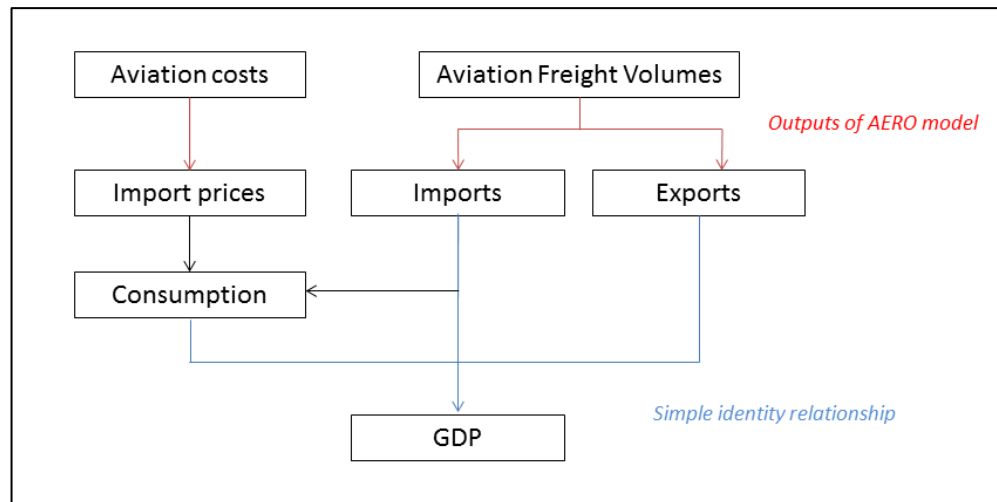 Aviation costs
Aviation Freight Volumes
Outputs of AERO model
Import prices
Imports
Exports
Consumption
Simple identity relationship
GDP